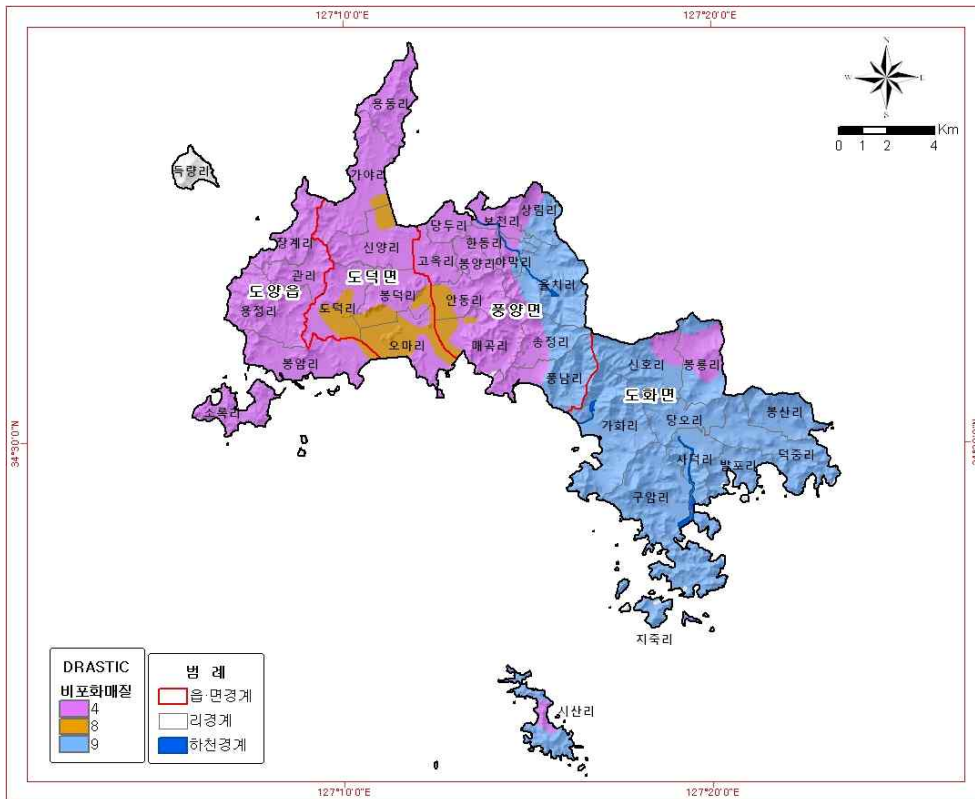 127°10'0"E
127°20'0"E
N
W
E
S
Km
0 1 2 4
용동리
득량리
가야리
상림리
당두리
보천리
장계리
신양리
한동리
고옥리
봉양리
야막리
관리
율치리
도양읍
도덕면
봉덕리
안동리
풍양면
용정리
도덕리
오마리
매곡리
송정리
봉암리
풍남리
신호리
봉룡리
도화면
소록리
가화리
당오리
봉산리
34°30'0"N
사덕리
발포리
덕중리
구암리
지죽리
시산리
DRASTIC
비포화매질
4
8
9
범 례
읍·면경계
리경계
하천경계
127°10'0"E
127°20'0"E